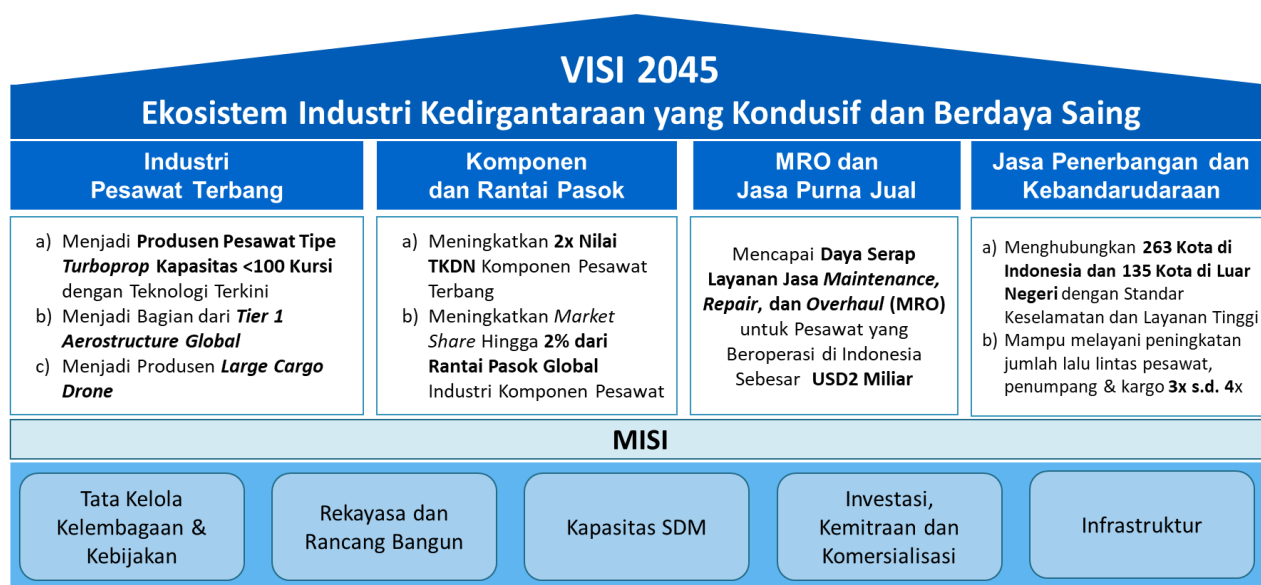 VISI 2045
Ekosistem Industri Kedirgantaraan yang Kondusif dan Berdaya Saing
Industri
Pesawat Terbang
a) Menjadi Produsen Pesawat Tipe
Turboprop Kapasitas <100 Kursi
dengan Teknologi Terkini
b) Menjadi Bagian dari Tier 1
Aerostructure Global
c) Menjadi Produsen Large Cargo
Drone
Komponen
dan Rantai Pasok
a) Meningkatkan 2x Nilai
TKDN Komponen Pesawat
Terbang
b) Meningkatkan Market
Share Hingga 2% dari
Rantai Pasok Global
Industri Komponen Pesawat
MRO dan
Jasa Purna Jual
Mencapai Daya Serap
Layanan Jasa Maintenance,
Repair, dan Overhaul (MRO)
untuk Pesawat yang
Beroperasi di Indonesia
Sebesar USD2 Miliar
Jasa Penerbangan dan
Kebandarudaraan
a) Menghubungkan 263 Kota di
Indonesia dan 135 Kota di Luar
Negeri dengan Standar
Keselamatan dan Layanan Tinggi
b) Mampu melayani peningkatan
jumlah lalu lintas pesawat,
penumpang & kargo 3x s.d. 4x
MISI
Tata Kelola
Kelembagaan &
Kebijakan
Rekayasa dan
Rancang Bangun
Kapasitas SDM
Investasi,
Kemitraan dan
Komersialisasi
Infrastruktur